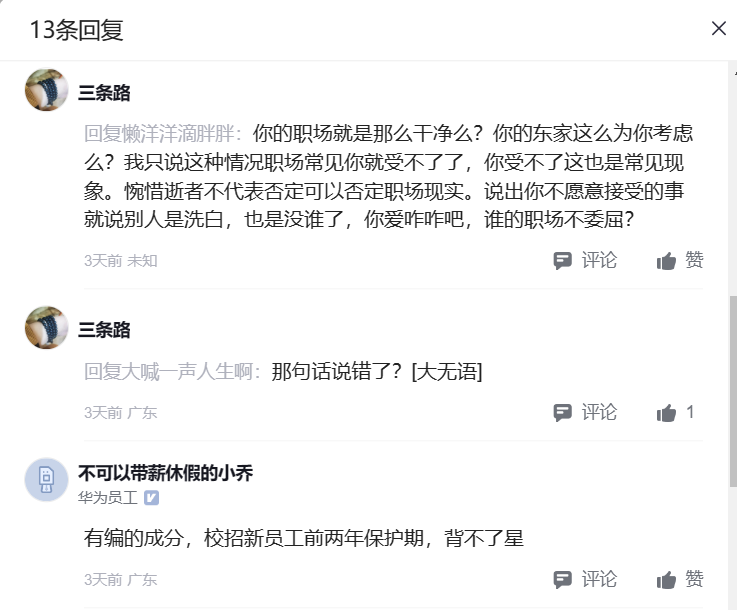 13条回复
三条路
回复懒洋洋滴胖胖：你的职场就是那么干净么？你的东家这么为你考虑
么？我只说这种情况职场常见你就受不了了，你受不了这也是常见现
象。惋惜逝者不代表否定可以否定职场现实。说出你不愿意接受的事
就说别人是洗白，也是没谁了，你爱咋咋吧，谁的职场不委屈？
3天前 未知
评论
赞
三条路
回复大喊一声人生啊：那句话说错了？[大无语]
3天前 广东
评论
1
不可以带薪休假的小乔
华为员工
有编的成分，校招新员工前两年保护期，背不了星
3天前 广东
评论
赞